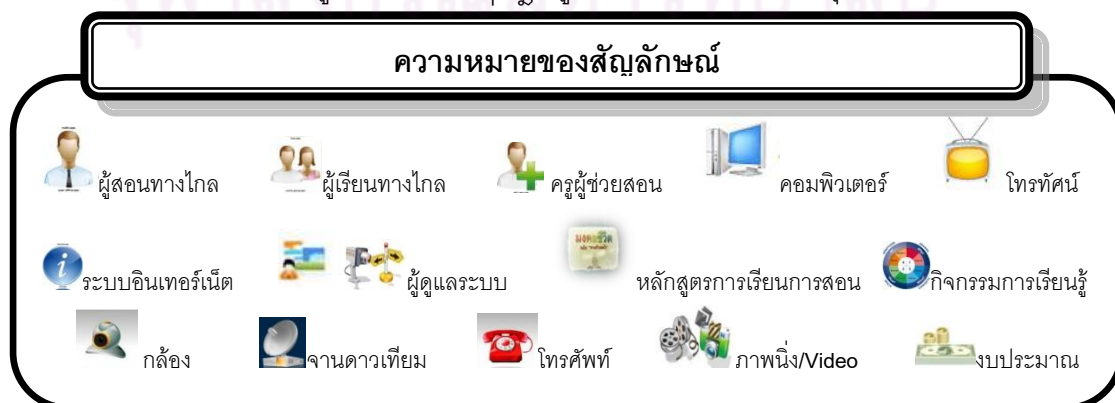 ความหมายของสัญลักษณ์
ผู้สอนทางไกล ผู้เรียนทางไกล ครูผู้ช่วยสอน คอมพิวเตอร์ โทรทัศน์
ระบบอินเทอร์เน็ต ผู้ดูแลระบบ หลักสูตรการเรียนการสอน กิจกรรมการเรียนรู้
กล้อง จานดาวเทียม โทรศัพท์ ภาพนิ่ง/Video งบประมาณ